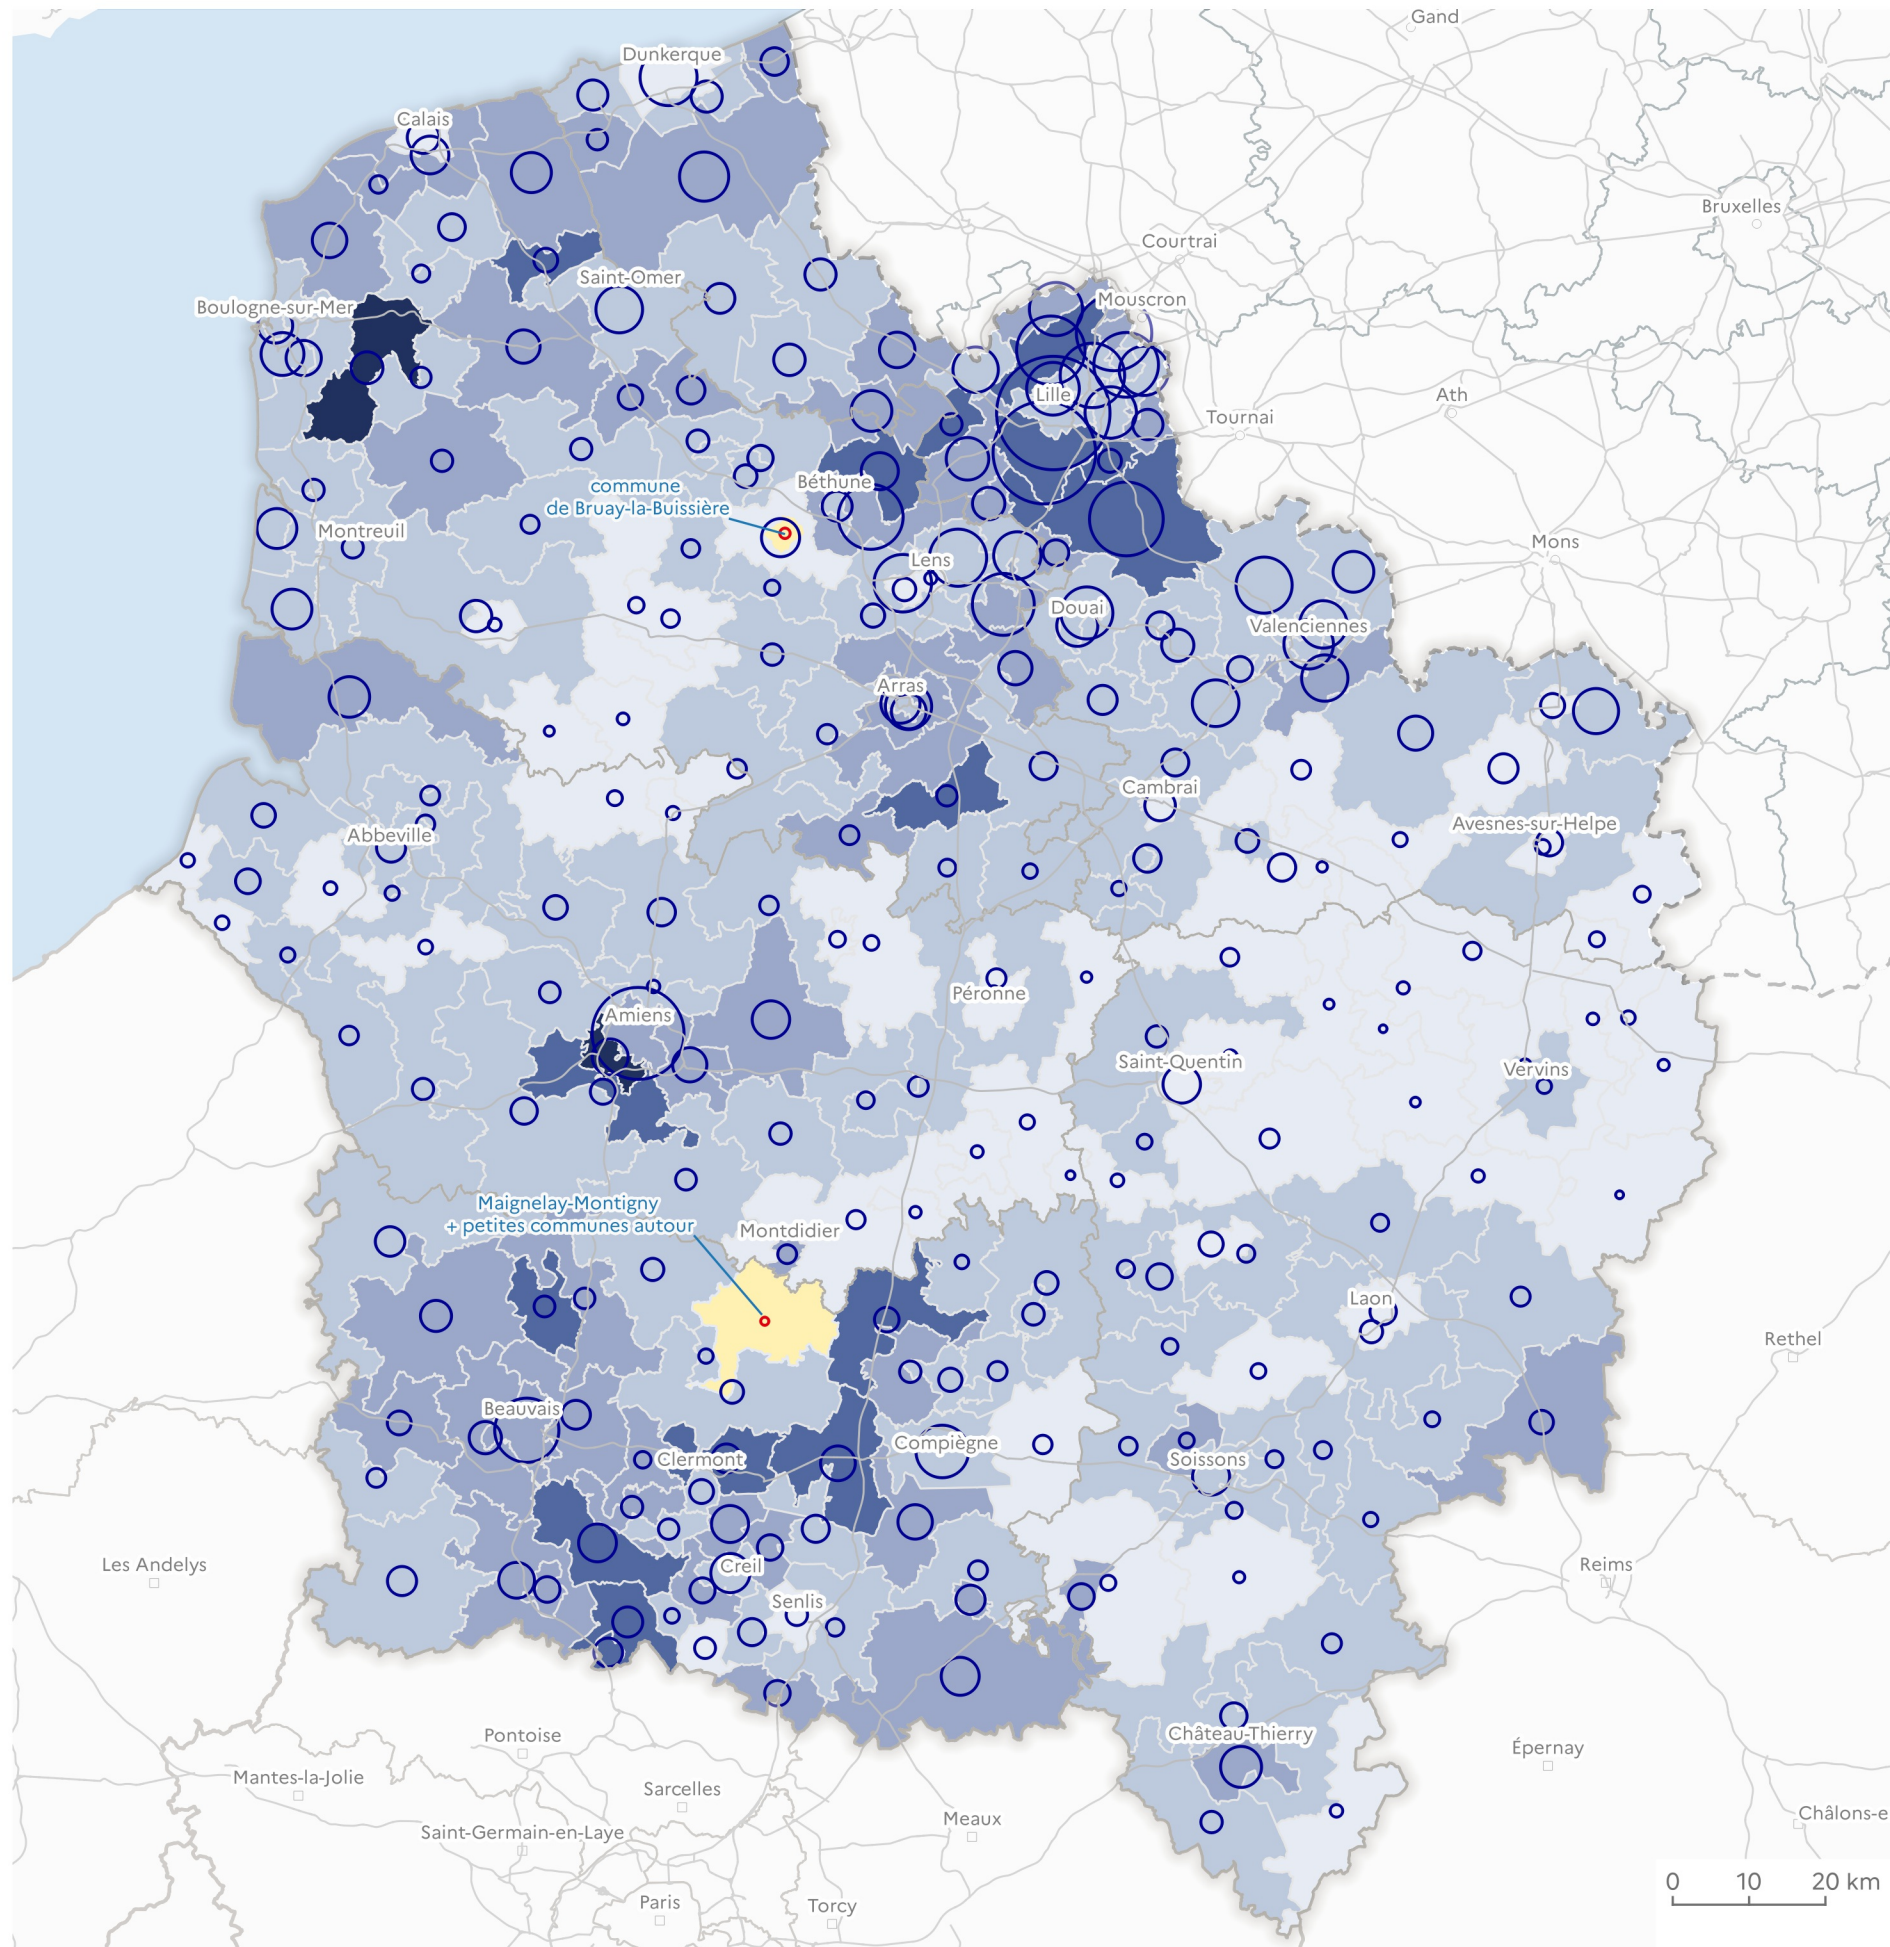 Gand
Dunkerque
Calais
Bruxelles
Courtrai
Saint-Omer
Mouscron
Boulogne-sur-Mer
Lille
Ath
Tournai
commune
de Bruay-la-Buissière
Béthune
Montreuil
Mons
Lens
Douai
Valenciennes
Arras
Cambrai
Avesnes-sur-Helpe
Abbeville
Péronne
Amiens
Saint-Quentin
Vervins
Maignelay-Montigny
+ petites communes autour
Montdidier
Laon
Rethel
Beauvais
Compiègne
Clermont
Soissons
Les Andelys
Creil
Reims
Senlis
Pontoise
Château-Thierry
Épernay
Mantes-la-Jolie
Sarcelles
Meaux
Châlons-e
Saint-Germain-en-Laye
Paris
Torcy
0 10 20 km